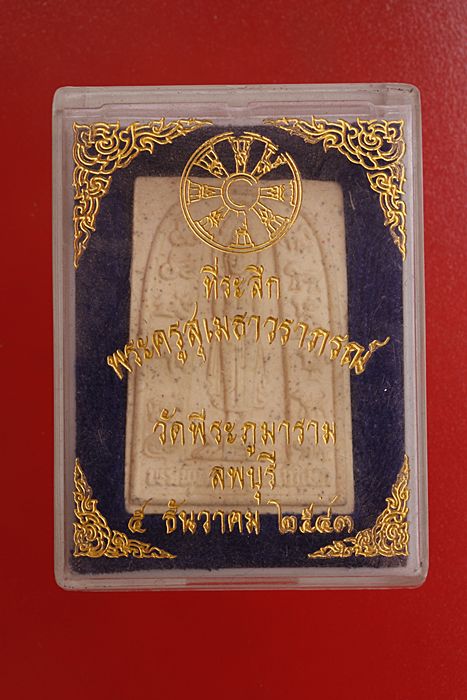 ที่ระลึก
พระครูสุเมธาวราภรณ์
วัดพีระภูมาราม
ลพบุรี
๕ ธันวาคม ๒๕๔๓